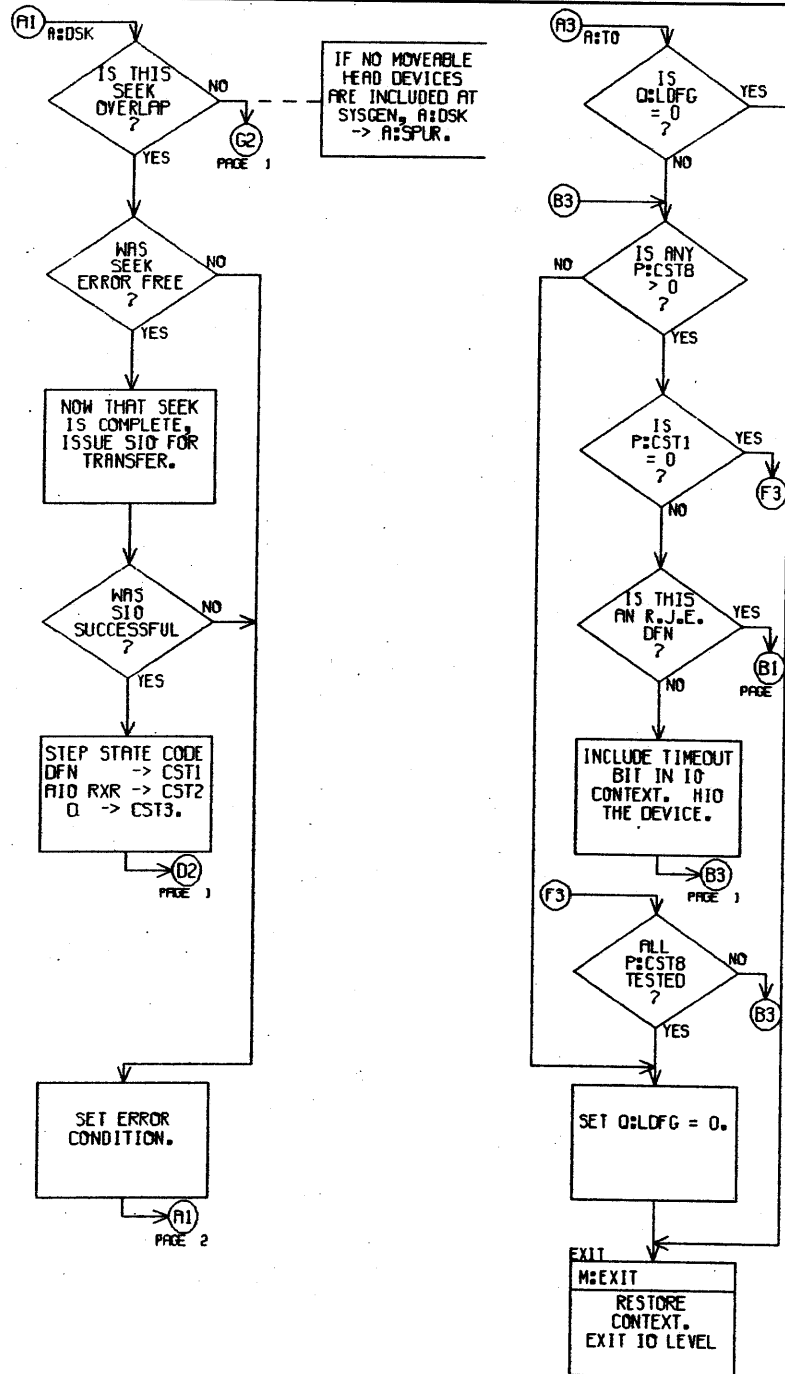 A1
A:DSK
IS THIS
SEEK
OVERLAP
?
NO
YES
G2
PAGE 1
IF NO MOVEABLE
HEAD DEVICES
ARE INCLUDED AT
SYSGEN, A:DSK
-> A:SPUR.
WAS
SEEK
ERROR FREE
?
NO
YES
NOW THAT SEEK
IS COMPLETE,
ISSUE SIO FOR
TRANSFER.
WAS
SIO
SUCCESSFUL
?
NO
YES
STEP STATE CODE
DFN -> CST1
AIO RXR -> CST2
0 -> CST3.
D2
PAGE 1
SET ERROR
CONDITION.
A1
PAGE 2
A3
A:TO
IS
Q:LDFG
= 0
?
YES
NO
B3
IS ANY
P:CST8
> 0
?
NO
YES
IS
P:CST1
= 0
?
YES
F3
NO
IS THIS
AN R.J.E.
DFN
?
YES
B1
PAGE
NO
INCLUDE TIMEOUT
BIT IN IO
CONTEXT. HIO
THE DEVICE.
B3
PAGE 1
F3
ALL
P:CST8
TESTED
?
NO
B3
YES
SET Q:LDFG = 0.
EXIT
M:EXIT
RESTORE
CONTEXT.
EXIT IO LEVEL